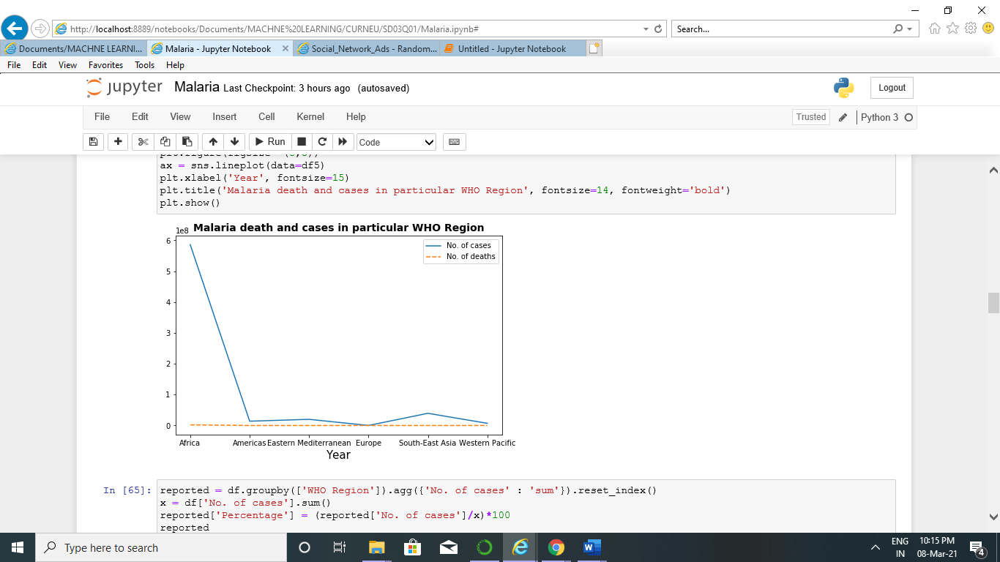 http://localhost:8889/notebooks/Documents/MACHNE%20LEARNING/CURNEU/SD03Q01/Malaria.ipynb#
Search...
Documents/MACHNE LEARNI...
Malaria - Jupyter Notebook
Social_Network_Ads - Random...
Untitled - Jupyter Notebook
File Edit View Favorites Tools Help
jupyter Malaria Last Checkpoint: 3 hours ago (autosaved)
Logout
File Edit View Insert Cell Kernel Help
Trusted
Python 3
Run
Code
ax = sns.lineplot(data=df5)
plt.xlabel('Year', fontsize=15)
plt.title('Malaria death and cases in particular WHO Region', fontsize=14, fontweight='bold')
plt.show()
1e8 Malaria death and cases in particular WHO Region
No. of cases
No. of deaths
6
5
4
3
2
1
0
Africa Americas Eastern Mediterranean Europe South-East Asia Western Pacific
Year
In [65]: reported = df.groupby(['WHO Region']).agg({'No. of cases' : 'sum'}).reset_index()
x = df['No. of cases'].sum()
reported['Percentage'] = (reported['No. of cases']/x)*100
reported
Type here to search
ENG
IN
10:15 PM
08-Mar-21
4